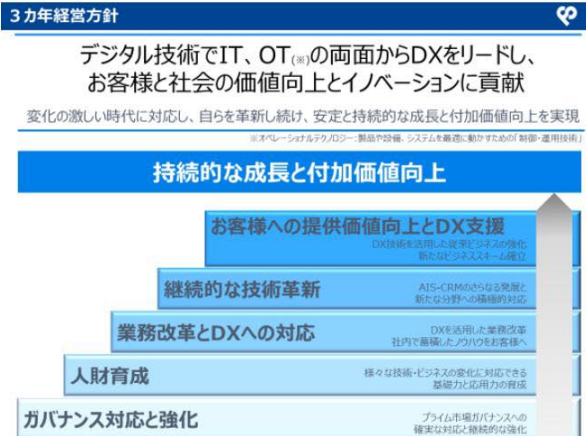 3カ年経営方針
デジタル技術でIT、OT(※)の両面からDXをリードし、
お客様と社会の価値向上とイノベーションに貢献
変化の激しい時代に対応し、自らを革新し続け、安定と持続的な成長と付加価値向上を実現
※オペレーショナルテクノロジー：製品や設備、システムを最適に動かすための「制御・運用技術」
持続的な成長と付加価値向上
お客様への提供価値向上とDX支援
DX技術を活用した従来ビジネスの強化
新たなビジネススキーム確立
継続的な技術革新
AIS-CRMのさらなる発展と
新たな分野への積極的対応
業務改革とDXへの対応
DXを活用した業務改革
社内で蓄積したノウハウをお客様へ
人財育成
様々な技術・ビジネスの変化に対応できる
基礎力と応用力の育成
ガバナンス対応と強化
プライム市場ガバナンスへの
確実な対応と継続的な強化